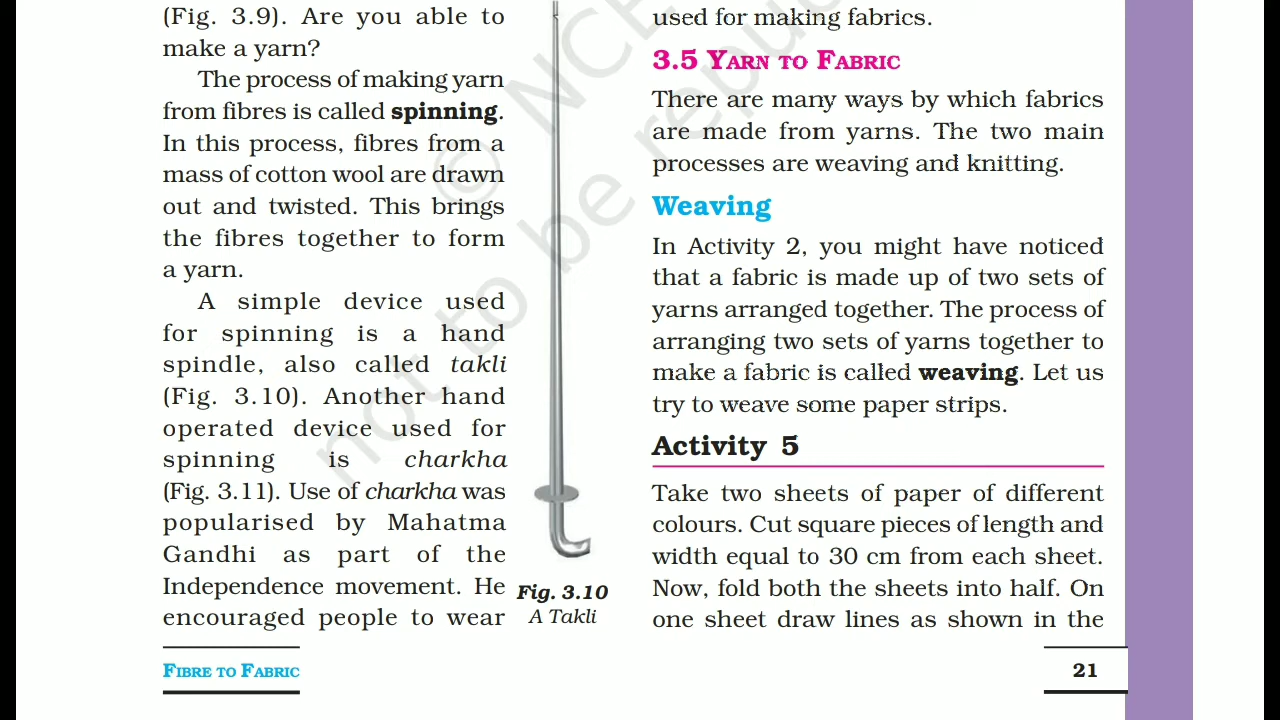 (Fig. 3.9). Are you able to
make a yarn?
The process of making yarn
from fibres is called spinning.
In this process, fibres from a
mass of cotton wool are drawn
out and twisted. This brings
the fibres together to form
a yarn.
A simple device used
for spinning is a hand
spindle, also called takli
(Fig. 3.10). Another hand
operated device used for
spinning is charkha
(Fig. 3.11). Use of charkha was
popularised by Mahatma
Gandhi as part of the
Independence movement. He
encouraged people to wear
Fig. 3.10
A Takli
used for making fabrics.
3.5 YARN TO FABRIC
There are many ways by which fabrics
are made from yarns. The two main
processes are weaving and knitting.
Weaving
In Activity 2, you might have noticed
that a fabric is made up of two sets of
yarns arranged together. The process of
arranging two sets of yarns together to
make a fabric is called weaving. Let us
try to weave some paper strips.
Activity 5
Take two sheets of paper of different
colours. Cut square pieces of length and
width equal to 30 cm from each sheet.
Now, fold both the sheets into half. On
one sheet draw lines as shown in the
FIBRE TO FABRIC
21
© NCE
not to be repu